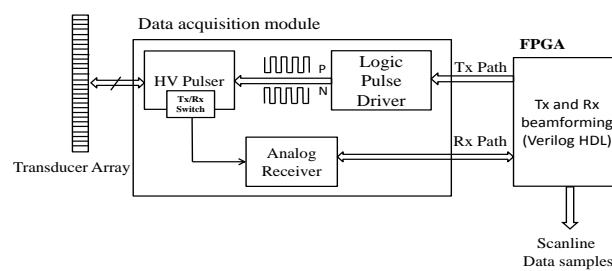 Data acquisition module
FPGA
HV Pulser
Tx/Rx
Switch
P
N
Logic
Pulse
Driver
Tx Path
Tx and Rx
beamforming
(Verilog HDL)
Rx Path
Analog
Receiver
Transducer Array
Scanline
Data samples